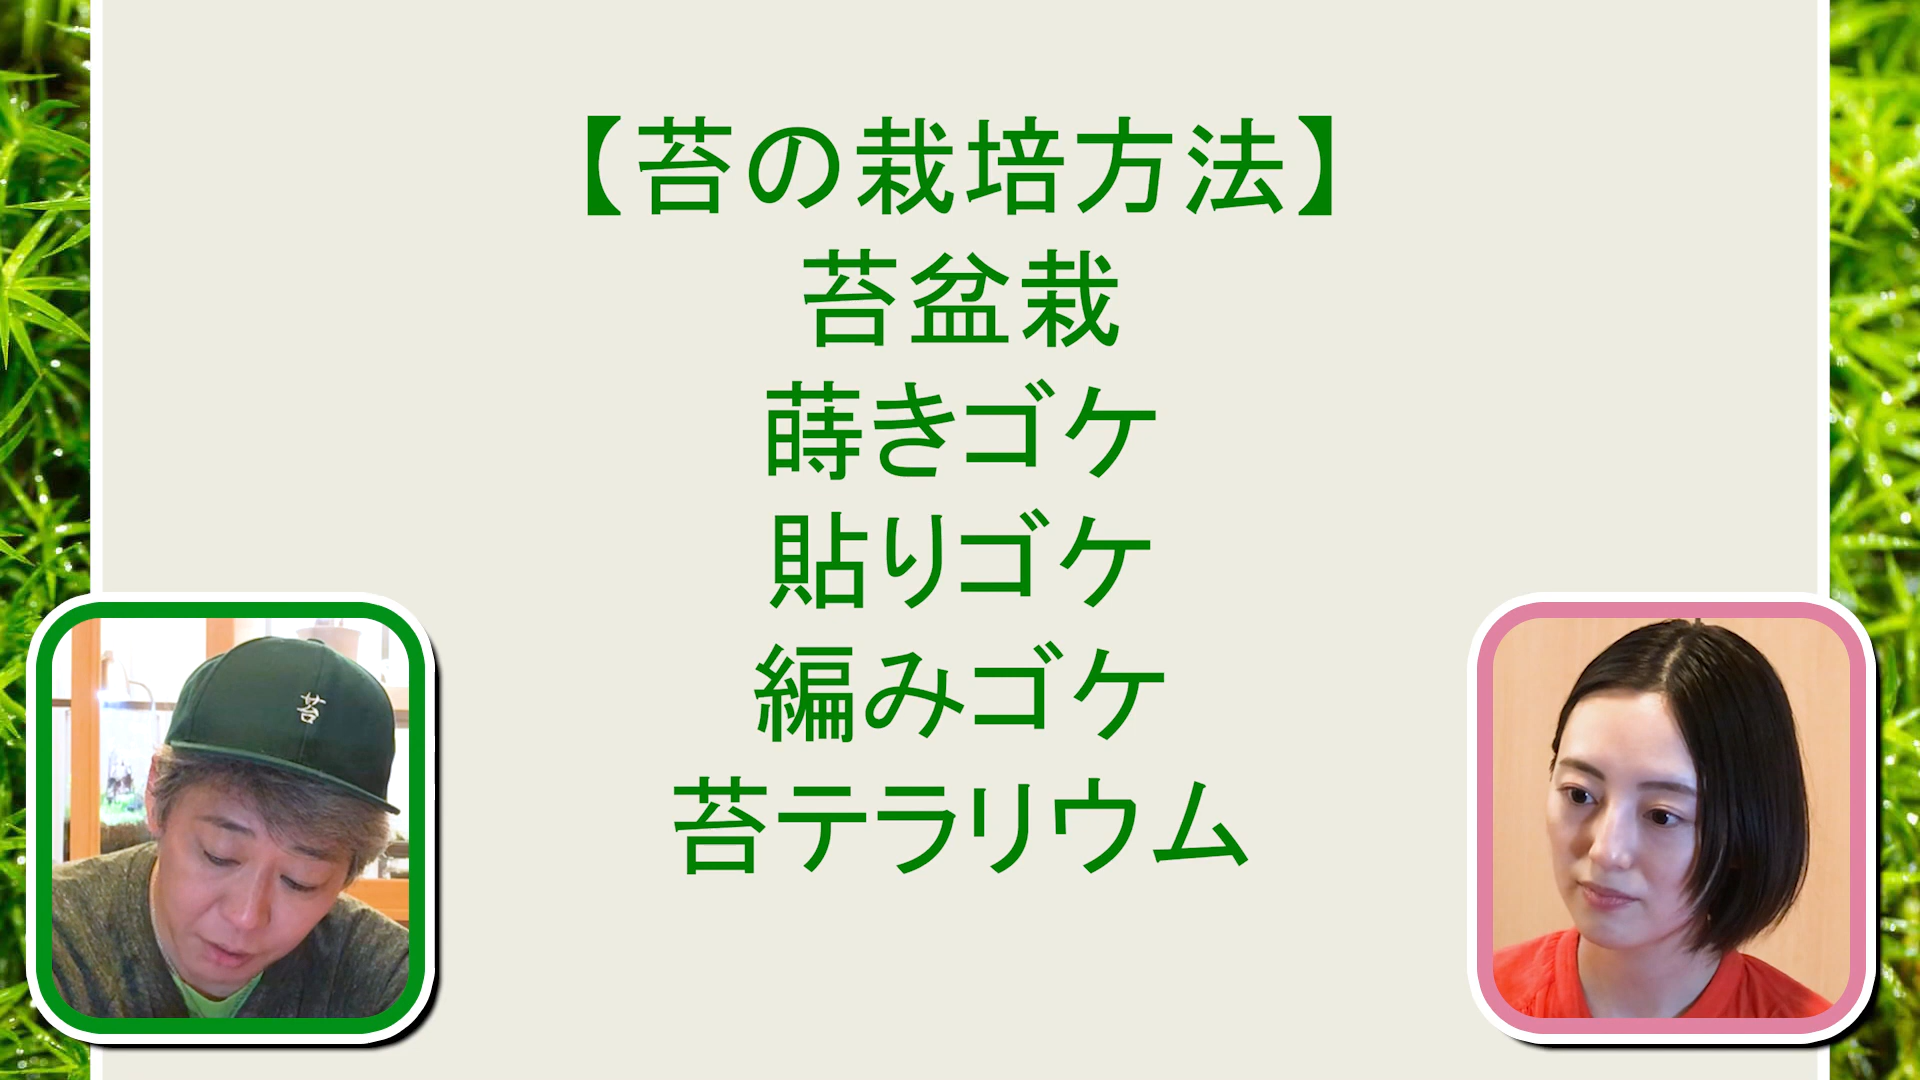 【苔の栽培方法】
苔盆栽
蒔きゴケ
貼りゴケ
編みゴケ
苔テラリウム
苔